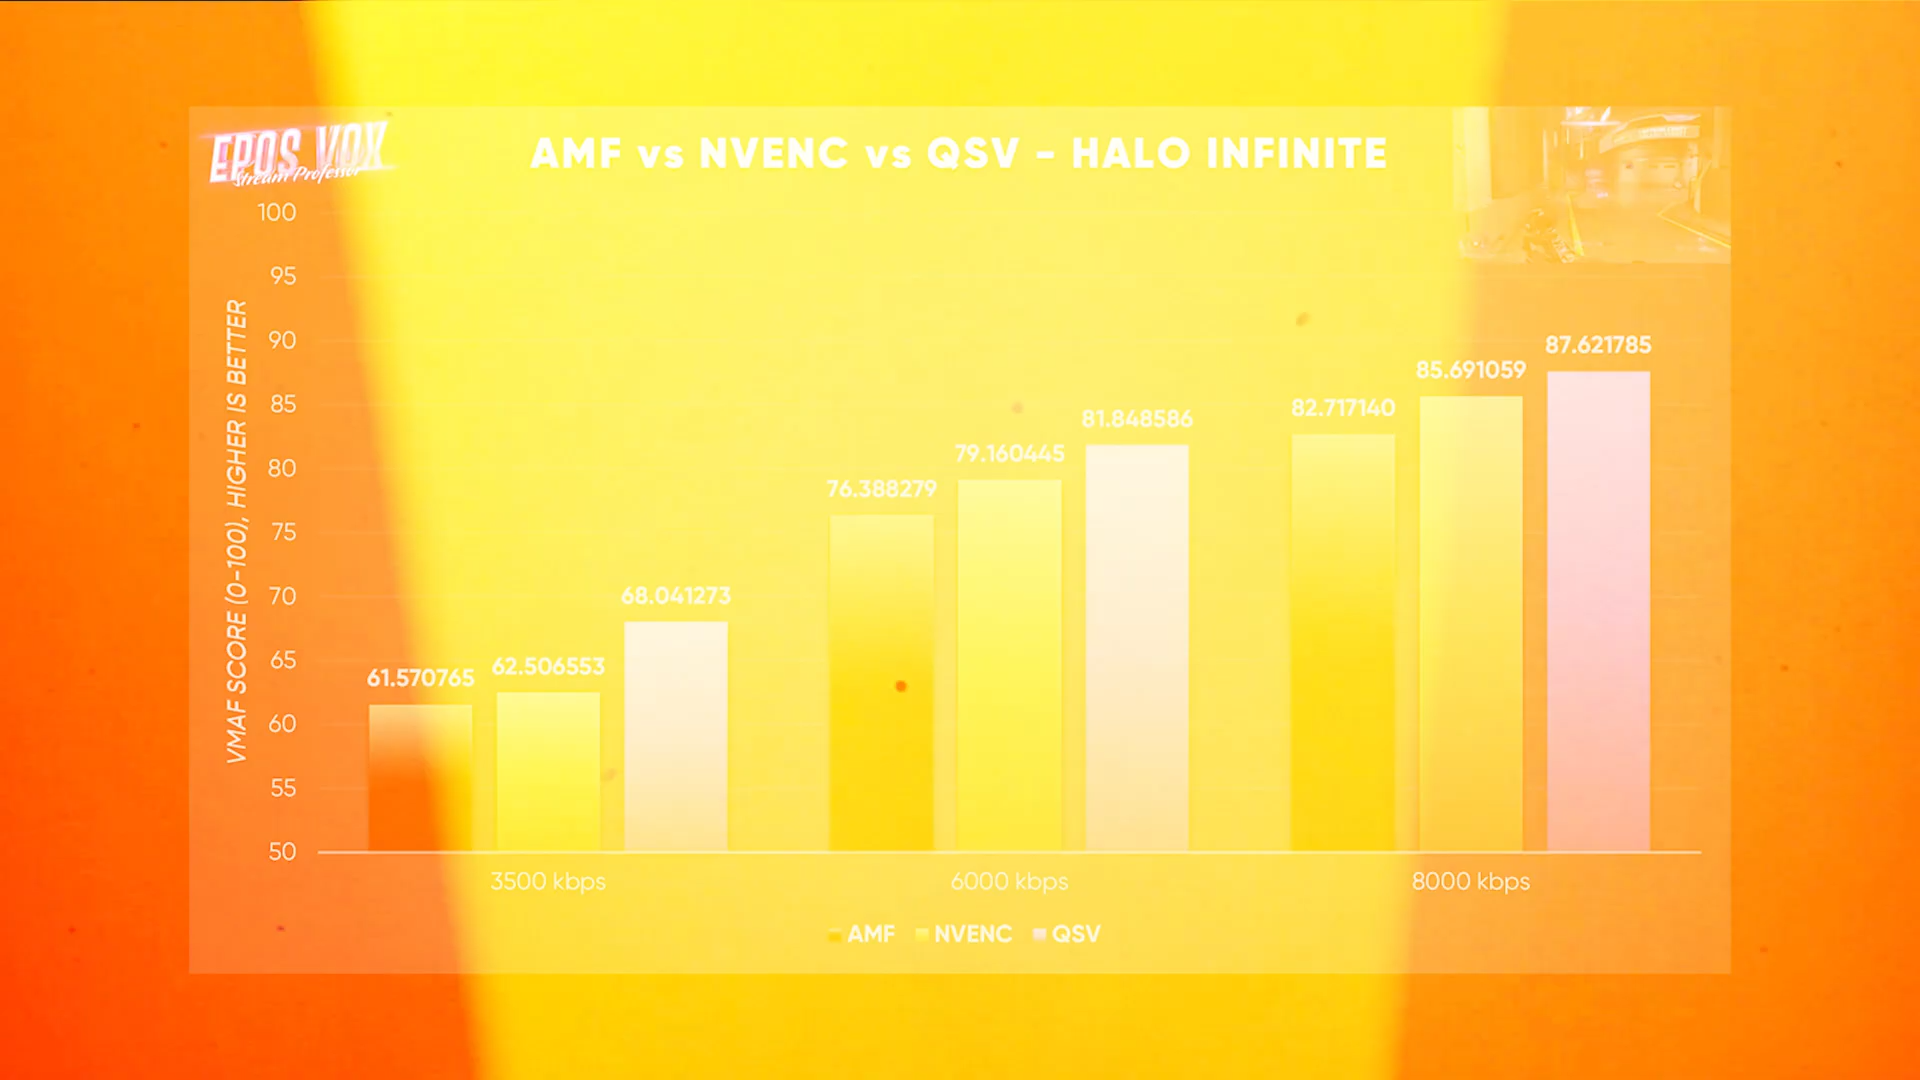 EPOS VOX
Stream Professor
AMF vs NVENC vs QSV - HALO INFINITE
VMAF SCORE (0-100), HIGHER IS BETTER
100
95
90
85
80
75
70
65
60
55
50
61.570765
62.506553
68.041273
76.388279
79.160445
81.848586
82.717140
85.691059
87.621785
3500 kbps
6000 kbps
8000 kbps
AMF NVENC QSV